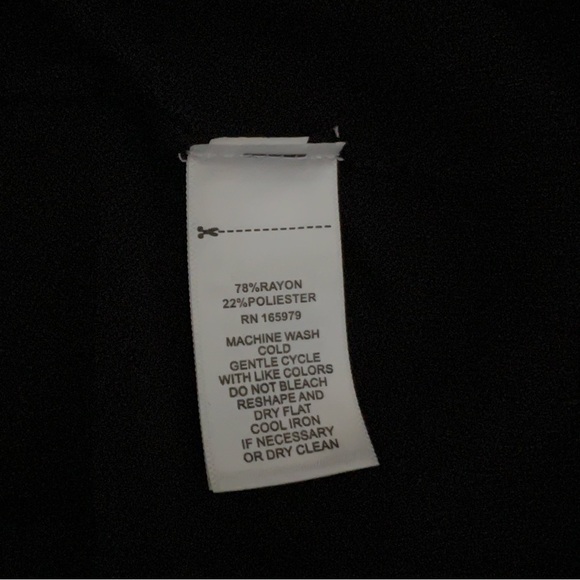 78%RAYON
22%POLIESTER
RN 165979
MACHINE WASH
COLD
GENTLE CYCLE
WITH LIKE COLORS
DO NOT BLEACH
RESHAPE AND
DRY FLAT
COOL IRON
IF NECESSARY
OR DRY CLEAN